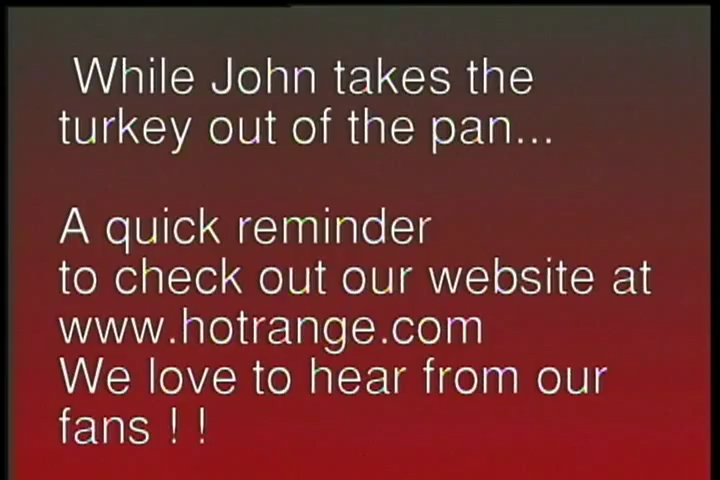 While John takes the
turkey out of the pan...
A quick reminder
to check out our website at
www.hotrange.com
We love to hear from our
fans ! !